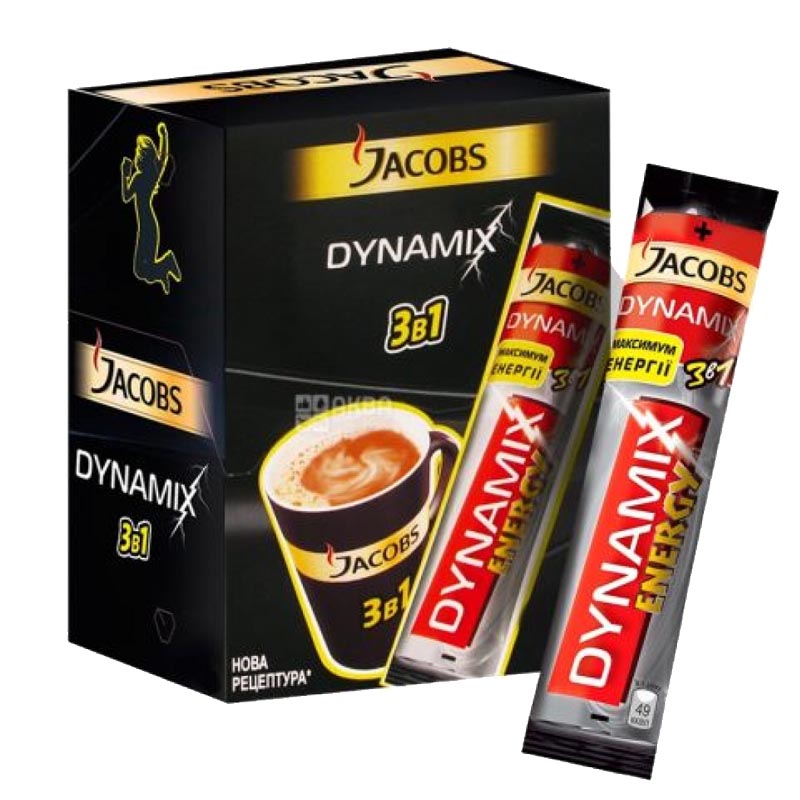 JACOBS
JACOBS
DYNAMIX
3в1
JACOBS
DYNAMIX
3в1
JACOBS
3в1
НОВА
РЕЦЕПТУРА*
АКВА
JACOBS
DYNAMIX
МАКСИМУМ
ЕНЕРГІЇ
3в1
DYNAMIX
ENERGY
–
+
JACOBS
DYNAMIX
МАКСИМУМ
ЕНЕРГІЇ
3в1
DYNAMIX
ENERGY
–
49